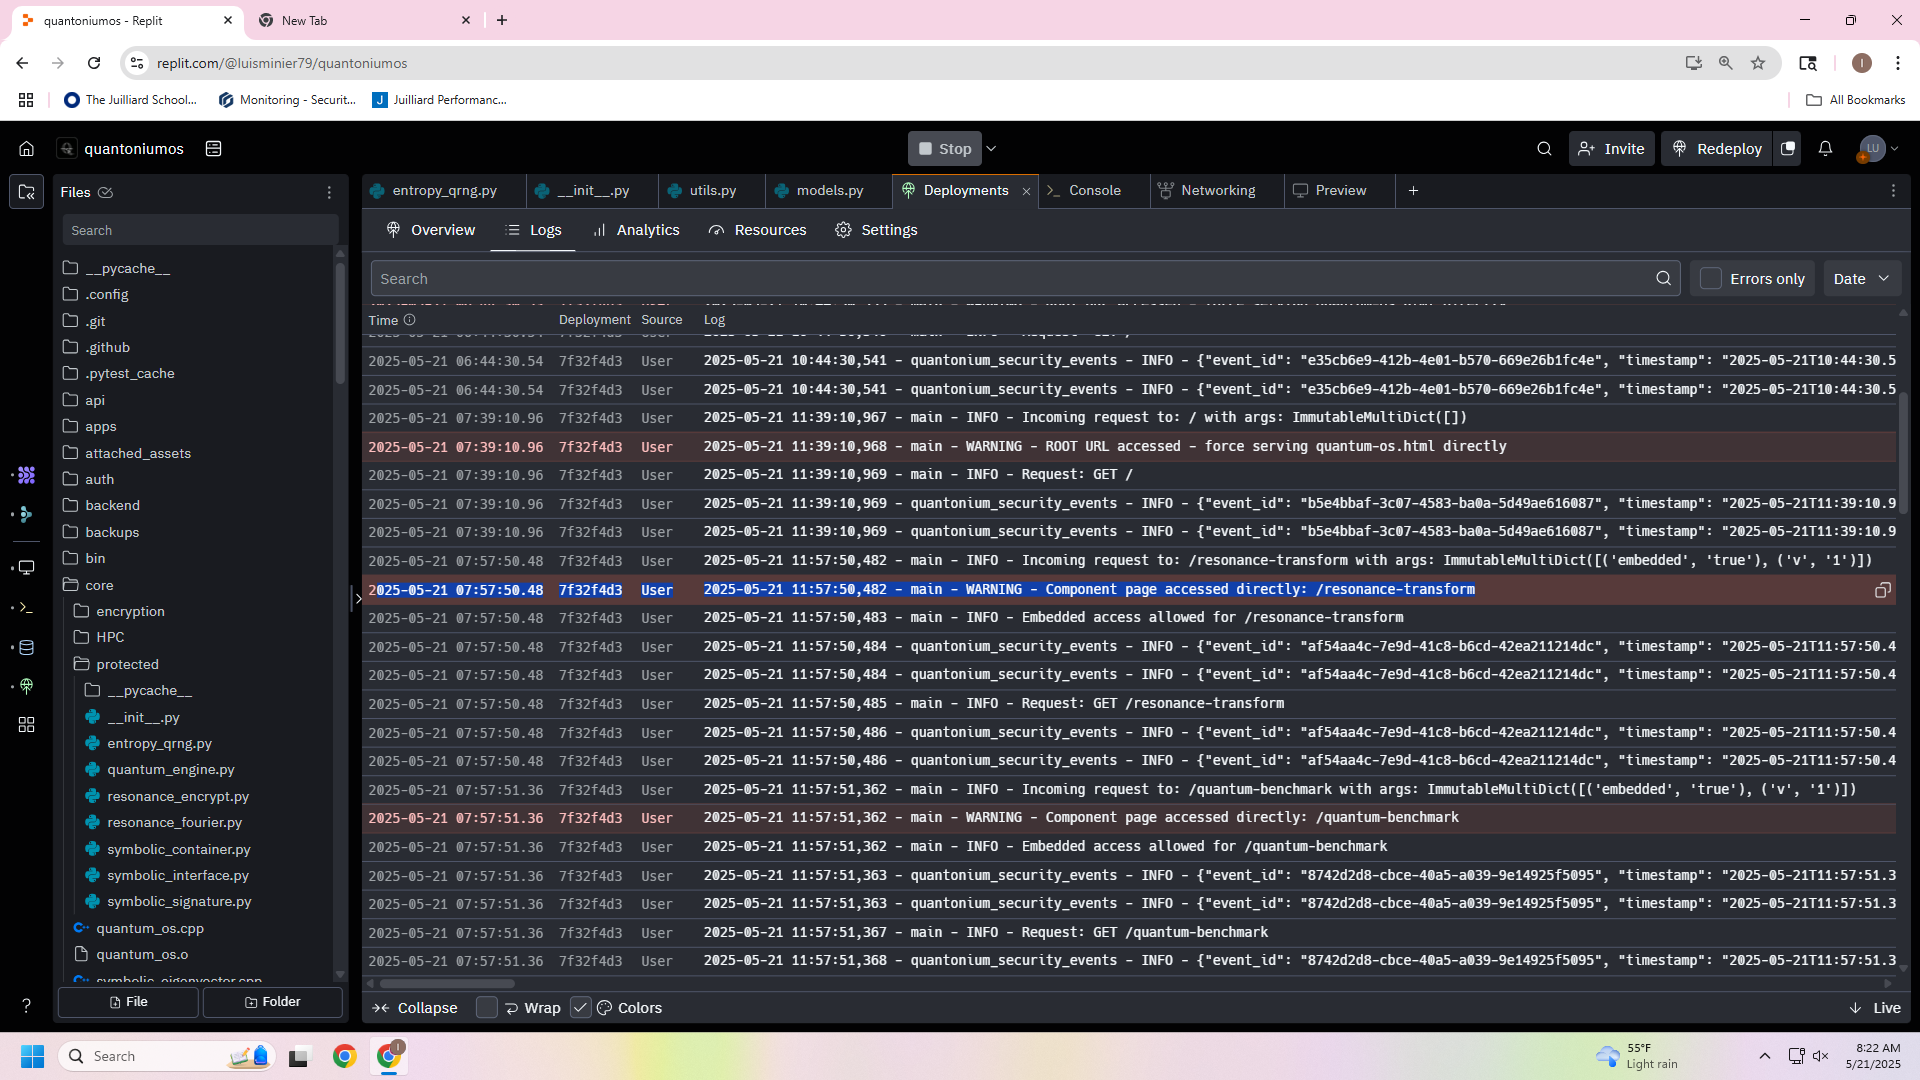 quantoniumos - Replit
New Tab
replit.com/@luisminier79/quantoniumos
The Juilliard School...
Monitoring - Securit...
Juilliard Performanc...
All Bookmarks
quantoniumos
Stop
Invite
Redeploy
LU
Files
Search
__pycache__
.config
.git
.github
.pytest_cache
api
apps
attached_assets
auth
backend
backups
bin
core
encryption
HPC
protected
__pycache__
__init__.py
entropy_qrng.py
quantum_engine.py
resonance_encrypt.py
resonance_fourier.py
symbolic_container.py
symbolic_interface.py
symbolic_signature.py
quantum_os.cpp
quantum_os.o
symbolic_eigenvector.cpp
File
Folder
entropy_qrng.py
__init__.py
utils.py
models.py
Deployments
Console
Networking
Preview
Overview
Logs
Analytics
Resources
Settings
Search
Errors only
Date
Time Deployment Source Log
2025-05-21 06:44:30.54 7f32f4d3 User 2025-05-21 10:44:30,541 - quantonium_security_events - INFO - {"event_id": "e35cb6e9-412b-4e01-b570-669e26b1fc4e", "timestamp": "2025-05-21T10:44:30.5
2025-05-21 06:44:30.54 7f32f4d3 User 2025-05-21 10:44:30,541 - quantonium_security_events - INFO - {"event_id": "e35cb6e9-412b-4e01-b570-669e26b1fc4e", "timestamp": "2025-05-21T10:44:30.5
2025-05-21 07:39:10.96 7f32f4d3 User 2025-05-21 11:39:10,967 - main - INFO - Incoming request to: / with args: ImmutableMultiDict([])
2025-05-21 07:39:10.96 7f32f4d3 User 2025-05-21 11:39:10,968 - main - WARNING - ROOT URL accessed - force serving quantum-os.html directly
2025-05-21 07:39:10.96 7f32f4d3 User 2025-05-21 11:39:10,969 - main - INFO - Request: GET /
2025-05-21 07:39:10.96 7f32f4d3 User 2025-05-21 11:39:10,969 - quantonium_security_events - INFO - {"event_id": "b5e4bbaf-3c07-4583-ba0a-5d49ae616087", "timestamp": "2025-05-21T11:39:10.9
2025-05-21 07:39:10.96 7f32f4d3 User 2025-05-21 11:39:10,969 - quantonium_security_events - INFO - {"event_id": "b5e4bbaf-3c07-4583-ba0a-5d49ae616087", "timestamp": "2025-05-21T11:39:10.9
2025-05-21 07:57:50.48 7f32f4d3 User 2025-05-21 11:57:50,482 - main - INFO - Incoming request to: /resonance-transform with args: ImmutableMultiDict([('embedded', 'true'), ('v', '1')])
2025-05-21 07:57:50.48 7f32f4d3 User 2025-05-21 11:57:50,482 - main - WARNING - Component page accessed directly: /resonance-transform
2025-05-21 07:57:50.48 7f32f4d3 User 2025-05-21 11:57:50,483 - main - INFO - Embedded access allowed for /resonance-transform
2025-05-21 07:57:50.48 7f32f4d3 User 2025-05-21 11:57:50,484 - quantonium_security_events - INFO - {"event_id": "af54aa4c-7e9d-41c8-b6cd-42ea211214dc", "timestamp": "2025-05-21T11:57:50.4
2025-05-21 07:57:50.48 7f32f4d3 User 2025-05-21 11:57:50,484 - quantonium_security_events - INFO - {"event_id": "af54aa4c-7e9d-41c8-b6cd-42ea211214dc", "timestamp": "2025-05-21T11:57:50.4
2025-05-21 07:57:50.48 7f32f4d3 User 2025-05-21 11:57:50,485 - main - INFO - Request: GET /resonance-transform
2025-05-21 07:57:50.48 7f32f4d3 User 2025-05-21 11:57:50,486 - quantonium_security_events - INFO - {"event_id": "af54aa4c-7e9d-41c8-b6cd-42ea211214dc", "timestamp": "2025-05-21T11:57:50.4
2025-05-21 07:57:50.48 7f32f4d3 User 2025-05-21 11:57:50,486 - quantonium_security_events - INFO - {"event_id": "af54aa4c-7e9d-41c8-b6cd-42ea211214dc", "timestamp": "2025-05-21T11:57:50.4
2025-05-21 07:57:51.36 7f32f4d3 User 2025-05-21 11:57:51,362 - main - INFO - Incoming request to: /quantum-benchmark with args: ImmutableMultiDict([('embedded', 'true'), ('v', '1')])
2025-05-21 07:57:51.36 7f32f4d3 User 2025-05-21 11:57:51,362 - main - WARNING - Component page accessed directly: /quantum-benchmark
2025-05-21 07:57:51.36 7f32f4d3 User 2025-05-21 11:57:51,362 - main - INFO - Embedded access allowed for /quantum-benchmark
2025-05-21 07:57:51.36 7f32f4d3 User 2025-05-21 11:57:51,363 - quantonium_security_events - INFO - {"event_id": "8742d2d8-cbce-40a5-a039-9e14925f5095", "timestamp": "2025-05-21T11:57:51.3
2025-05-21 07:57:51.36 7f32f4d3 User 2025-05-21 11:57:51,363 - quantonium_security_events - INFO - {"event_id": "8742d2d8-cbce-40a5-a039-9e14925f5095", "timestamp": "2025-05-21T11:57:51.3
2025-05-21 07:57:51.36 7f32f4d3 User 2025-05-21 11:57:51,367 - main - INFO - Request: GET /quantum-benchmark
2025-05-21 07:57:51.36 7f32f4d3 User 2025-05-21 11:57:51,368 - quantonium_security_events - INFO - {"event_id": "8742d2d8-cbce-40a5-a039-9e14925f5095", "timestamp": "2025-05-21T11:57:51.3
Collapse
Wrap
Colors
Live
Search
55°F
Light rain
8:22 AM
5/21/2025